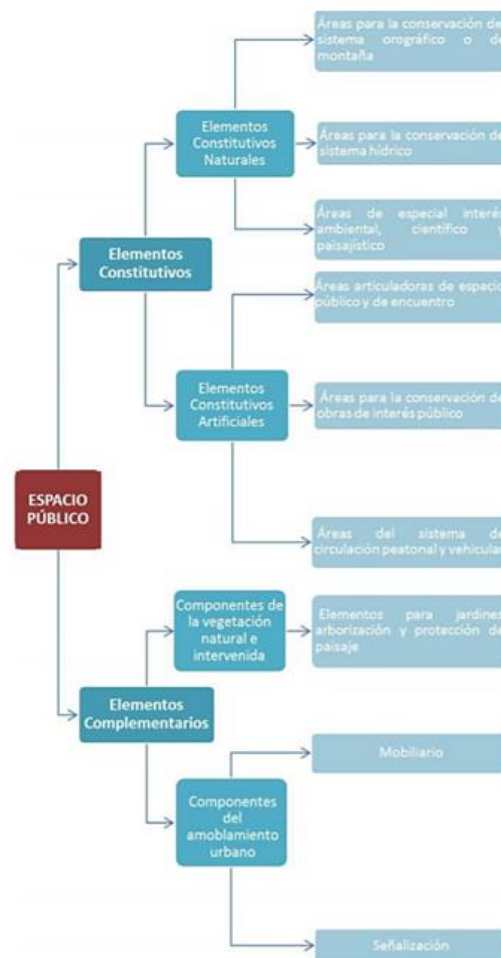 ESPACIO
PÚBLICO
Elementos
Constitutivos
Elementos
Constitutivos
Naturales
Áreas para la conservación de
sistema orográfico o de
montaña
Áreas para la conservación de
sistema hídrico
Áreas de especial interé
ambiental, científico y
paisajístico
Elementos
Constitutivos
Artificiales
Áreas articuladoras de espacio
público y de encuentro
Áreas para la conservación de
obras de interés público
Áreas del sistema de
circulación peatonal y vehicular
Elementos
Complementarios
Componentes de
la vegetación
natural e
intervenida
Elementos para jardines
arborización y protección de
paisaje
Componentes
del
amoblamiento
urbano
Mobiliario
Señalización